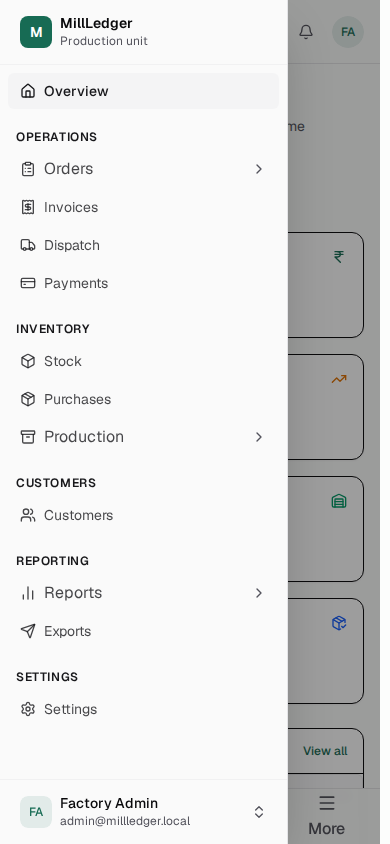 M
MillLedger
Production unit
FA
Overview
me
OPERATIONS
Orders
₹
Invoices
Dispatch
Payments
INVENTORY
Stock
Purchases
Production
CUSTOMERS
Customers
REPORTING
Reports
Exports
SETTINGS
Settings
View all
FA
Factory Admin
admin@millledger.local
More